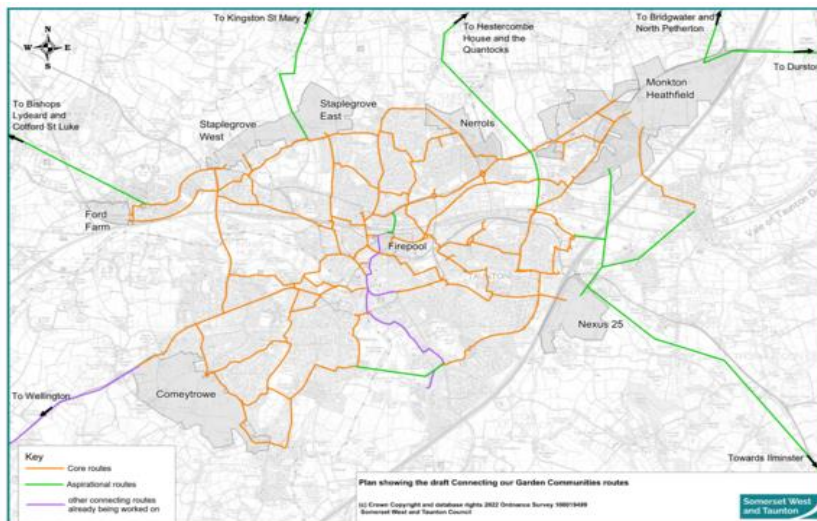 To Kingston St Mary
To Hestercombe
House and the
Quantocks
To Bridgwater and
North Petherton
N
W E
S
To Durston
Monkton
Heathfield
To Bishops
Lydeard and
Cotford St Luke
Staplegrove
West
Staplegrove
East
Nerrols
Ford
Farm
Firepool
Nexus 25
Comeytrowe
To Wellington
Towards Ilminster
Key
Core routes
Aspirational routes
other connecting routes
already being worked on
Plan showing the draft Connecting our Garden Communities routes
(c) Crown Copyright and database rights 2022 Ordnance Survey 100019499
Somerset West and Taunton Council
Somerset West
and Taunton